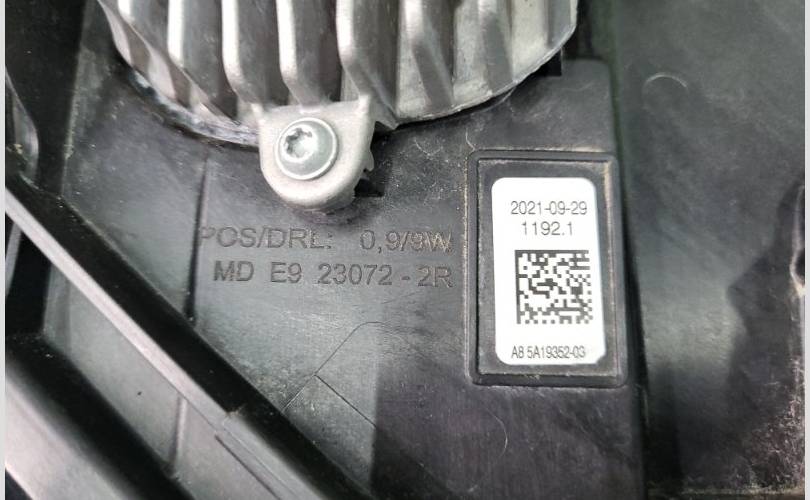 POS/DRL: 0,9/9W
MD E9 23072-2R
2021-09-29
1192.1
A8 5A19352-03